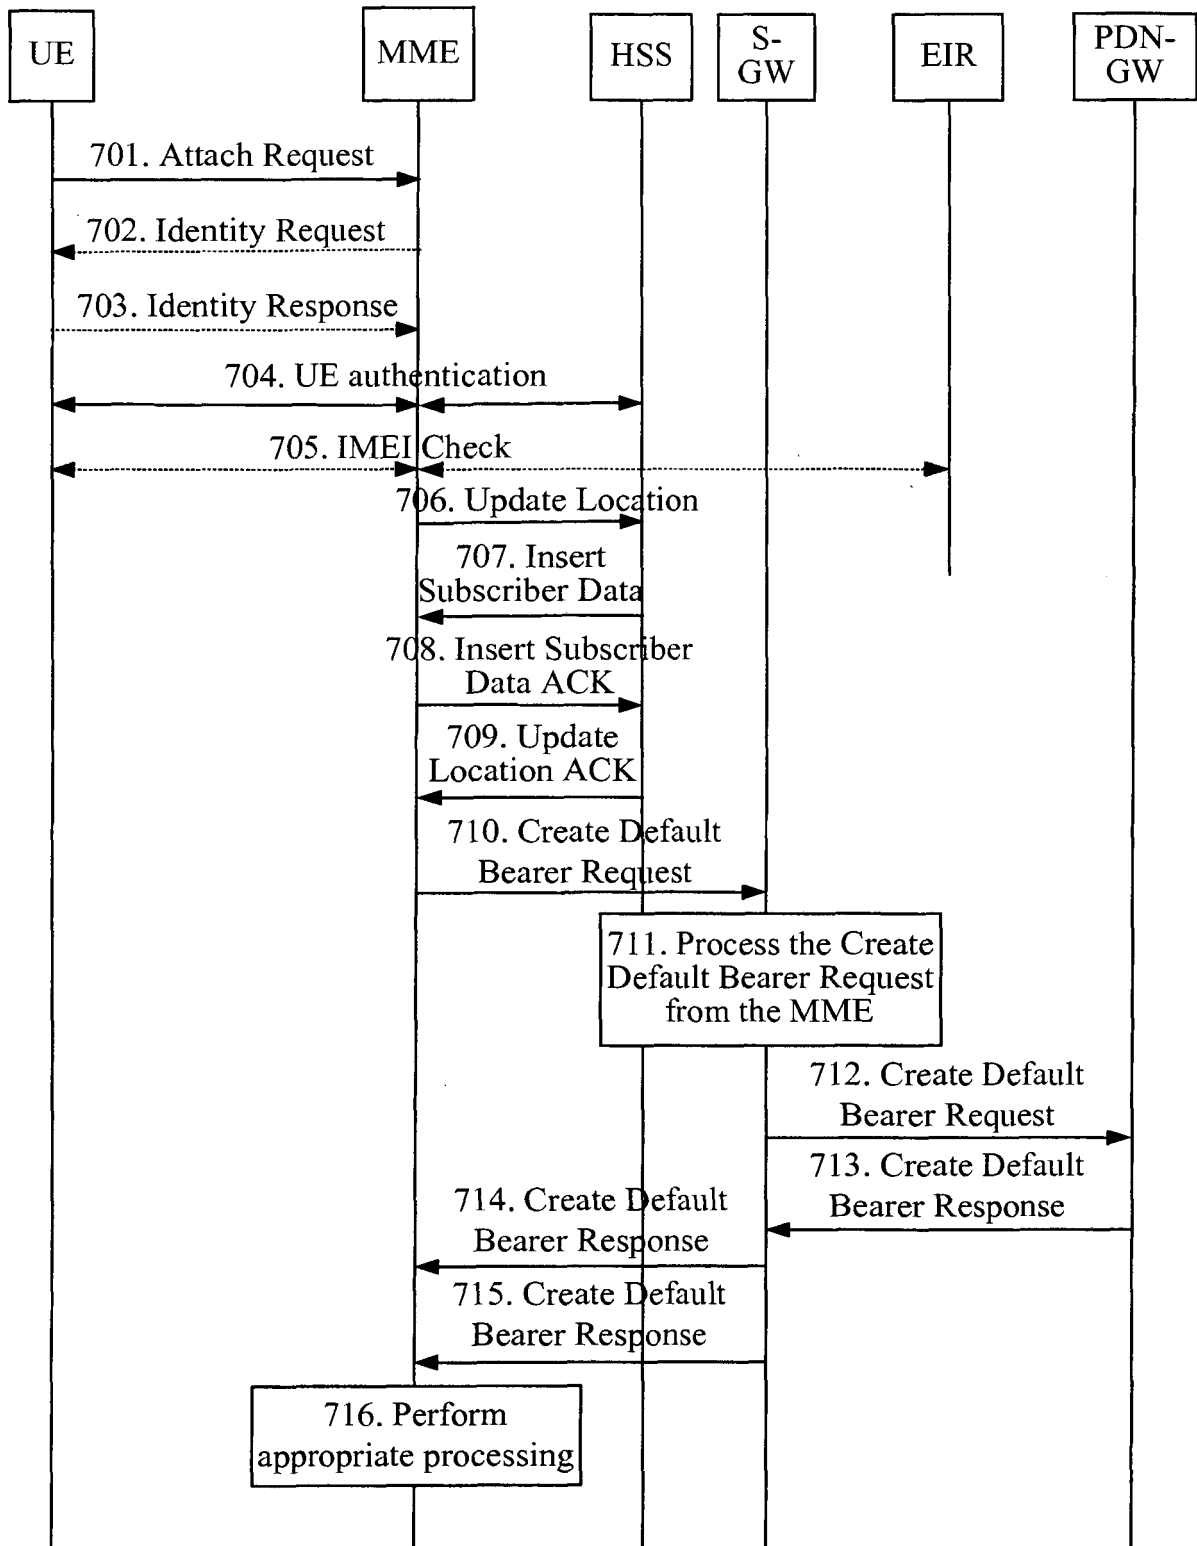 UE
MME
HSS
S-
GW
EIR
PDN-
GW
701. Attach Request
702. Identity Request
703. Identity Response
704. UE authentication
705. IMEI Check
706. Update Location
707. Insert
Subscriber Data
708. Insert Subscriber
Data ACK
709. Update
Location ACK
710. Create Default
Bearer Request
711. Process the Create
Default Bearer Request
from the MME
712. Create Default
Bearer Request
713. Create Default
Bearer Response
714. Create Default
Bearer Response
715. Create Default
Bearer Response
716. Perform
appropriate processing